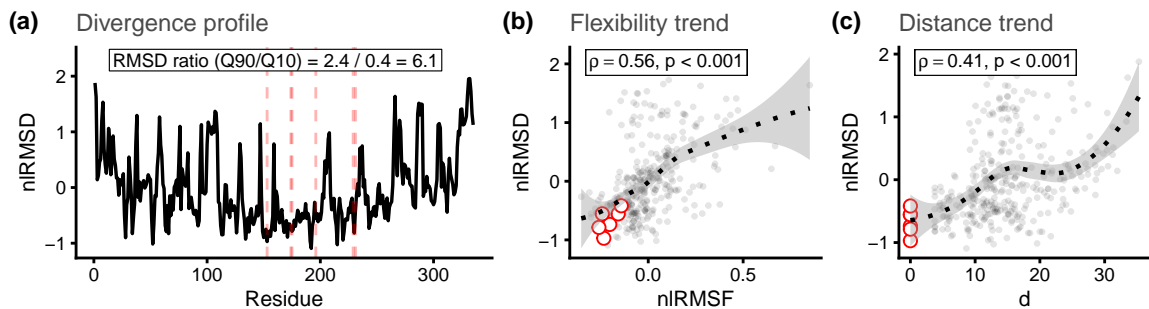 (a) Divergence profile
RMSD ratio (Q90/Q10) = 2.4 / 0.4 = 6.1
nlRMSD
2
1
0
−1
0 100 200 300
Residue
(b) Flexibility trend
ρ = 0.56, p < 0.001
nlRMSD
2
1
0
−1
0.0 0.5
nlRMSF
(c) Distance trend
ρ = 0.41, p < 0.001
nlRMSD
2
1
0
−1
0 10 20 30
d